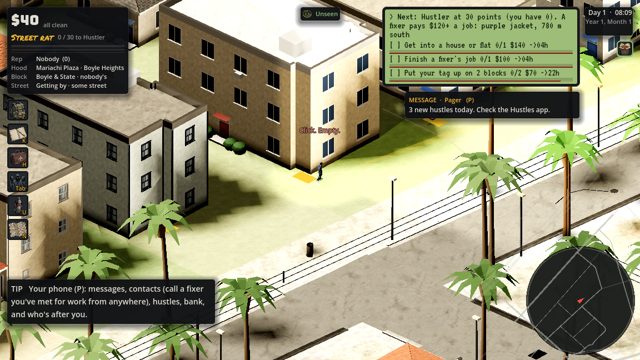 $40 all clean
STREET RAT 0 / 30 to Hustler
Rep Nobody (0)
Hood Mariachi Plaza · Boyle Heights
Block Boyle & State · nobody's
Street Getting by · some street
Unseen
> Next: Hustler at 30 points (you have 0). A
fixer pays $120+ a job: purple jacket, 780 m
south
[ ] Get into a house or flat 0/1 $140 ->04h
[ ] Finish a fixer's job 0/1 $100 ->04h
[ ] Put your tag up on 2 blocks 0/2 $70 ->22h
Day 1 · 08:09
Year 1, Month 1
MESSAGE · Pager (P)
3 new hustles today. Check the Hustles app.
Click. Empty.
H
Tab
U
TIP Your phone (P): messages, contacts (call a fixer
you've met for work from anywhere), hustles, bank,
and who's after you.